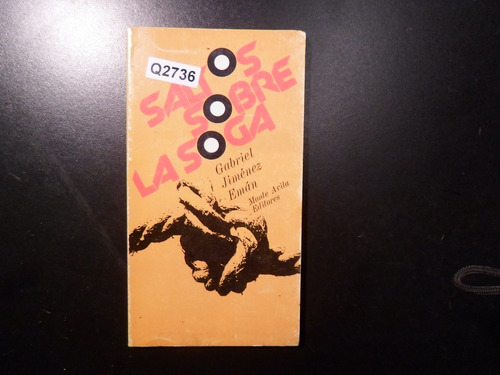 Q2736
SALTOS
SOBRE
LA SOGA
Gabriel
Jiménez
Emán
Monte Avila
Editores